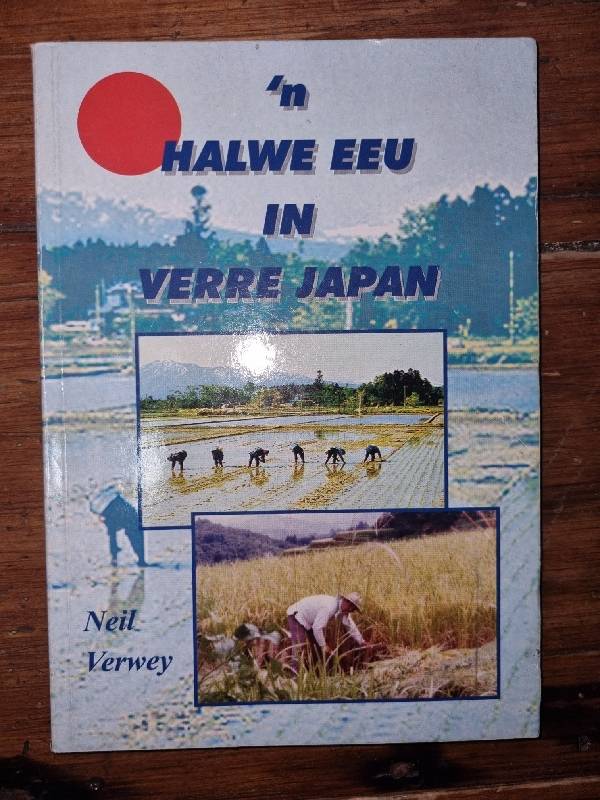 'n
HALWE EEU
IN
VERRE JAPAN
Neil
Verwey